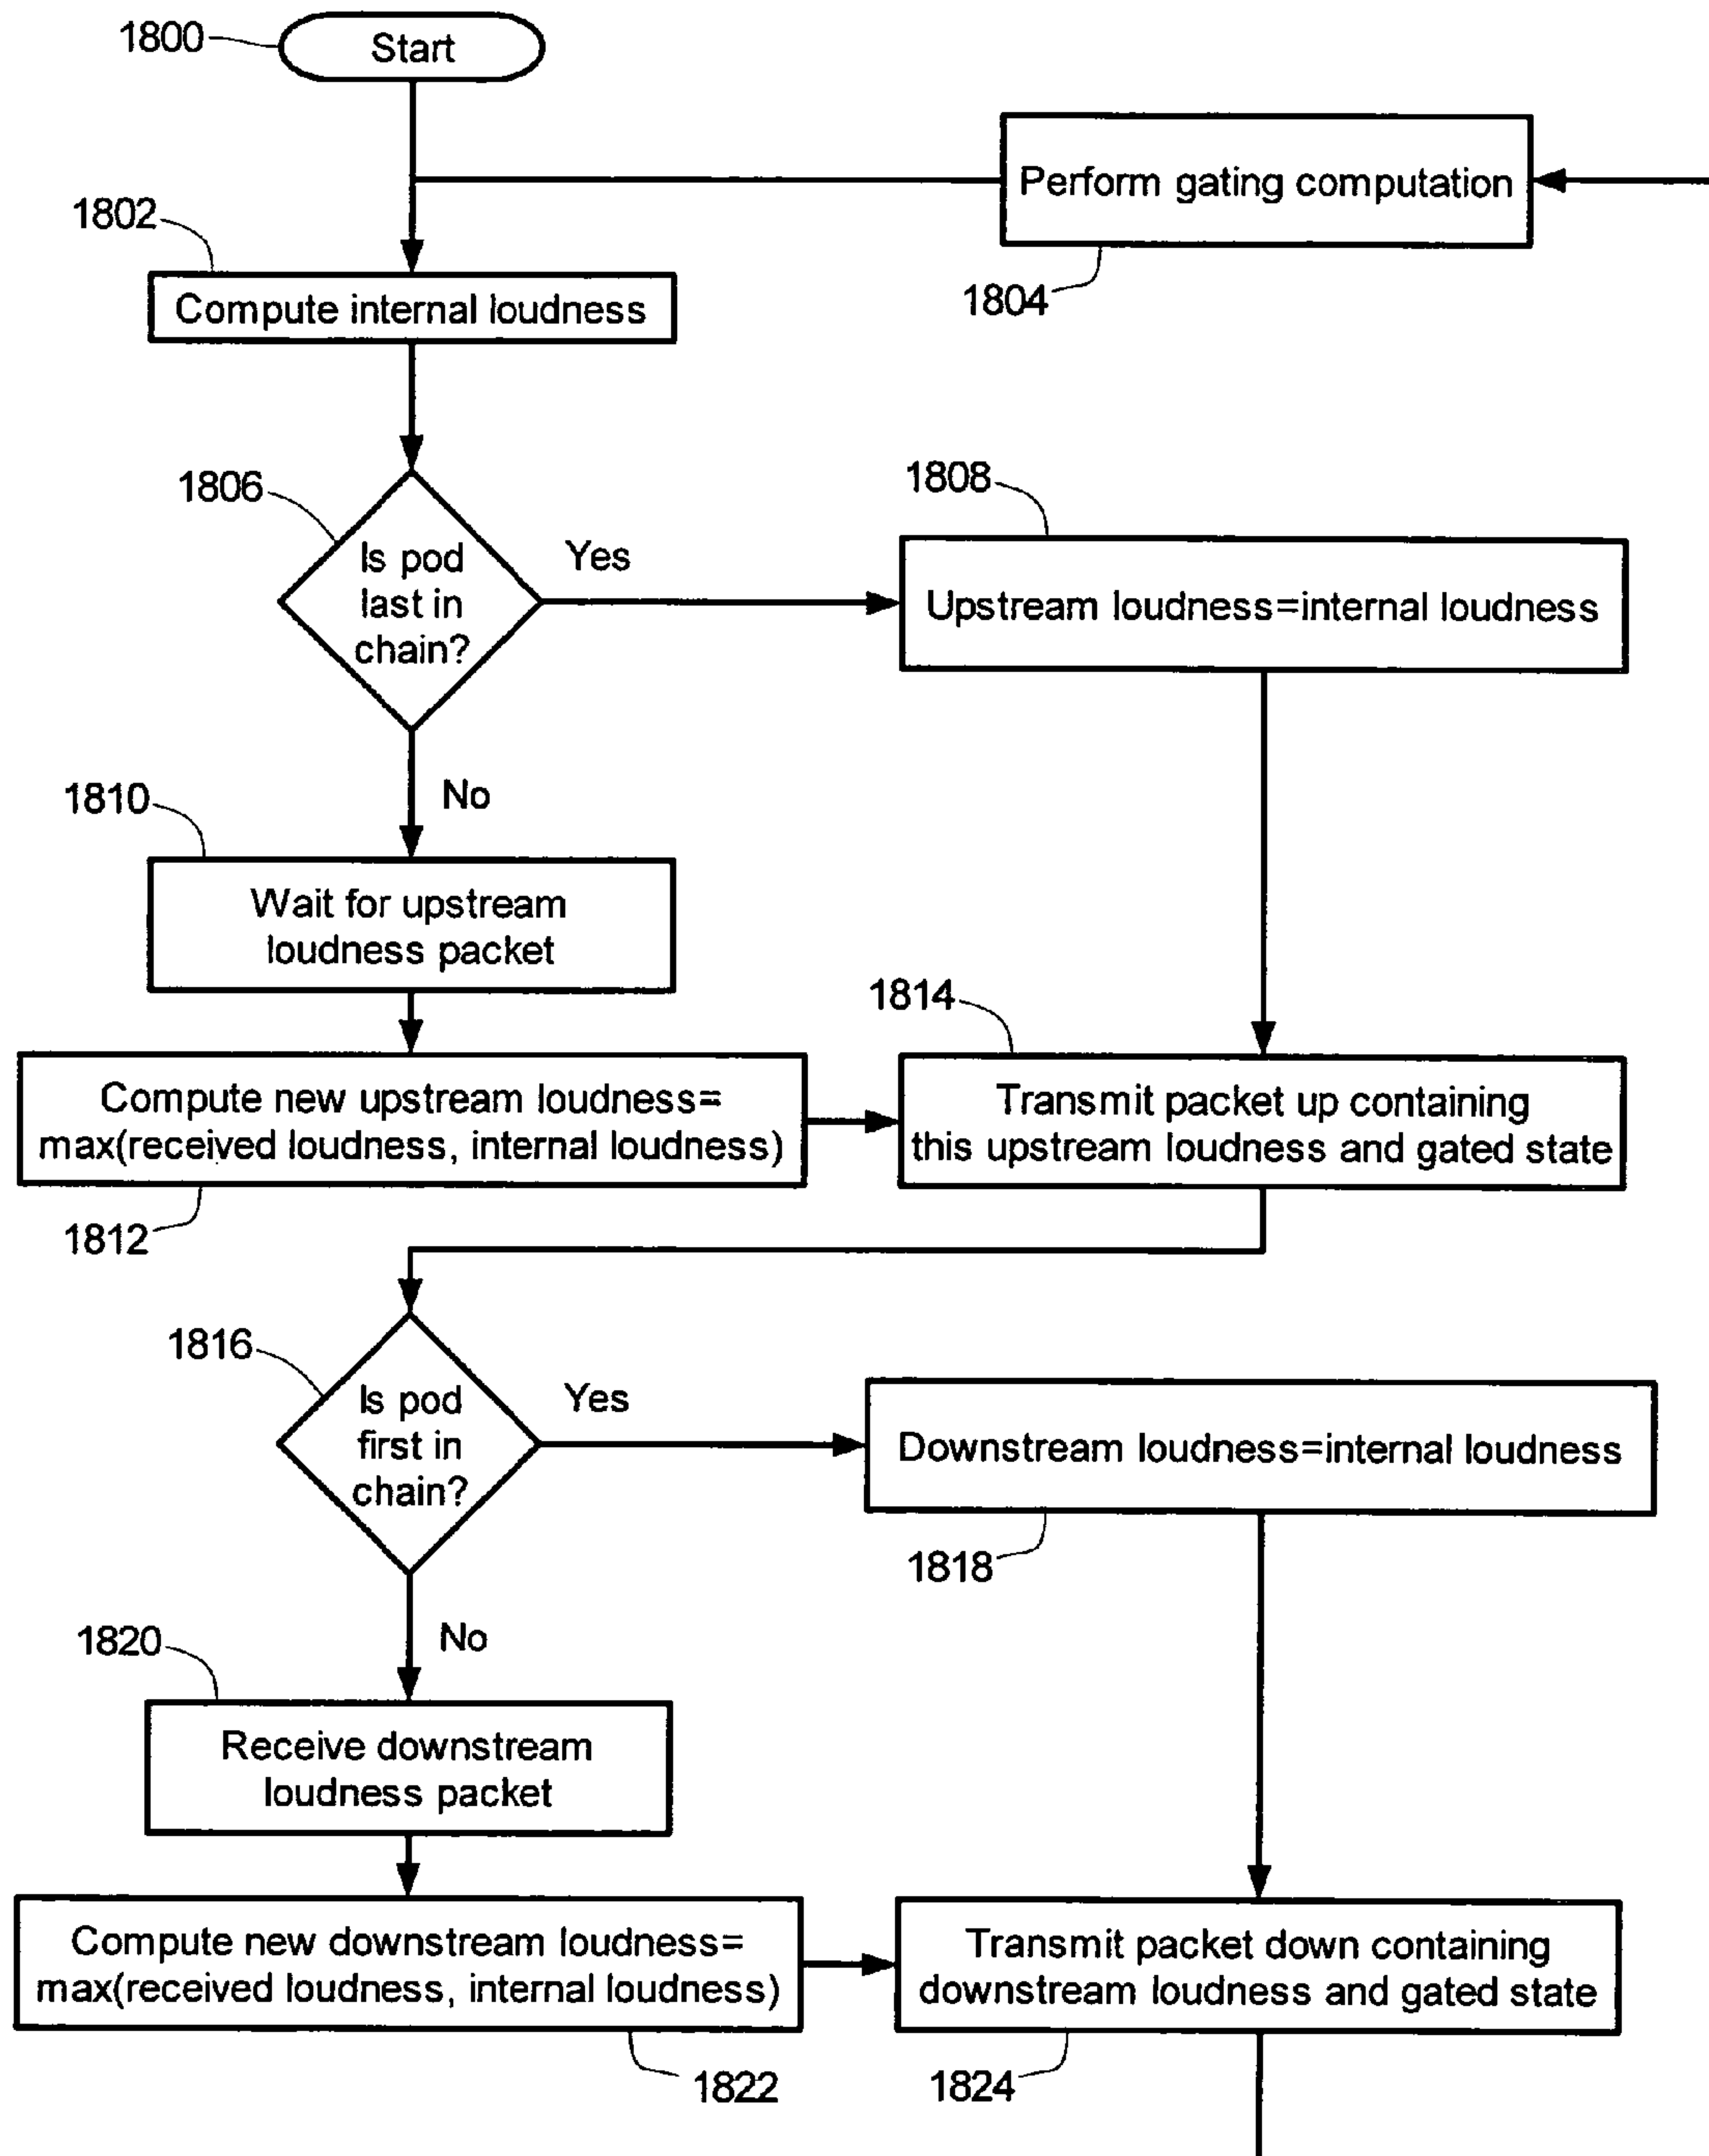 1800
Start
Perform gating computation
1802
1804
Compute internal loudness
1806
1808
Is pod
last in
chain?
Yes
Upstream loudness=internal loudness
No
1810
Wait for upstream
loudness packet
1814
Compute new upstream loudness=
max(received loudness, internal loudness)
Transmit packet up containing
this upstream loudness and gated state
1812
1816
Is pod
first in
chain?
Yes
Downstream loudness=internal loudness
1818
No
1820
Receive downstream
loudness packet
Compute new downstream loudness=
max(received loudness, internal loudness)
Transmit packet down containing
downstream loudness and gated state
1822
1824